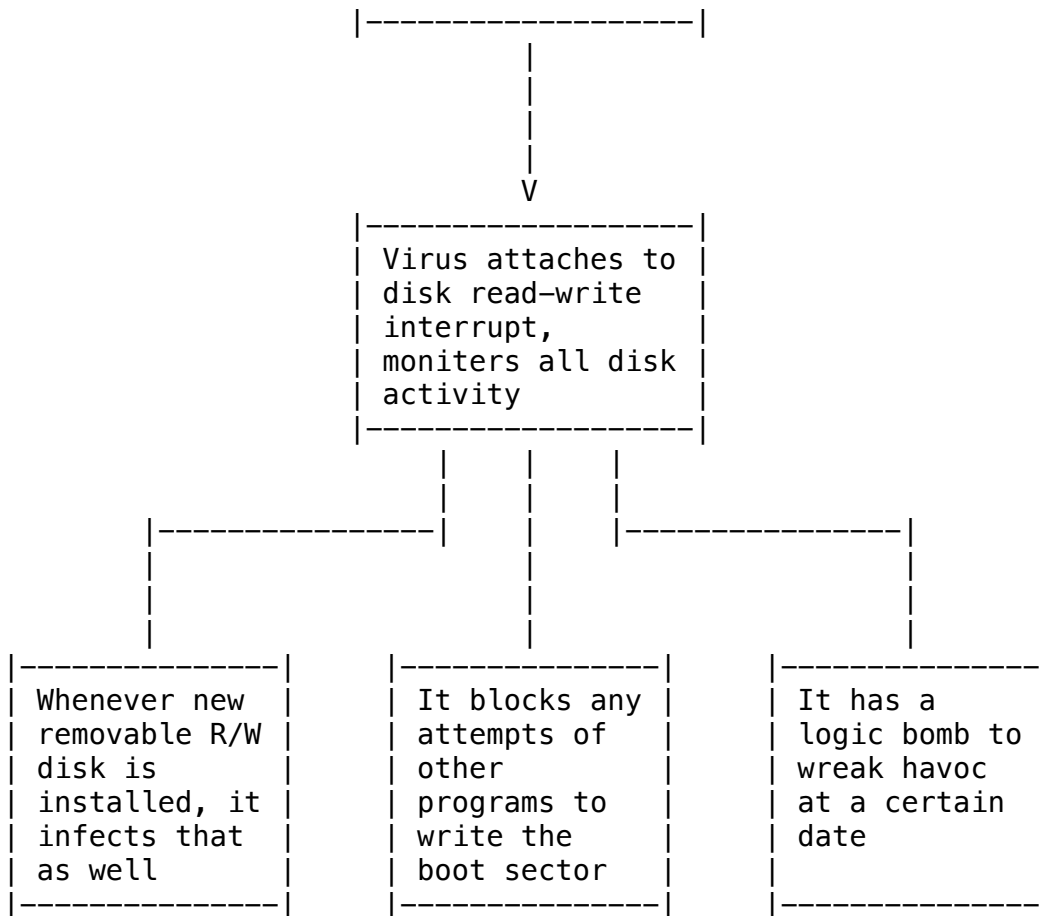 V
Virus attaches to
disk read-write
interrupt,
moniters all disk
activity
Whenever new
removable R/W
disk is
installed, it
infects that
as well
It blocks any
attempts of
other
programs to
write the
boot sector
It has a
logic bomb to
wreak havoc
at a certain
date